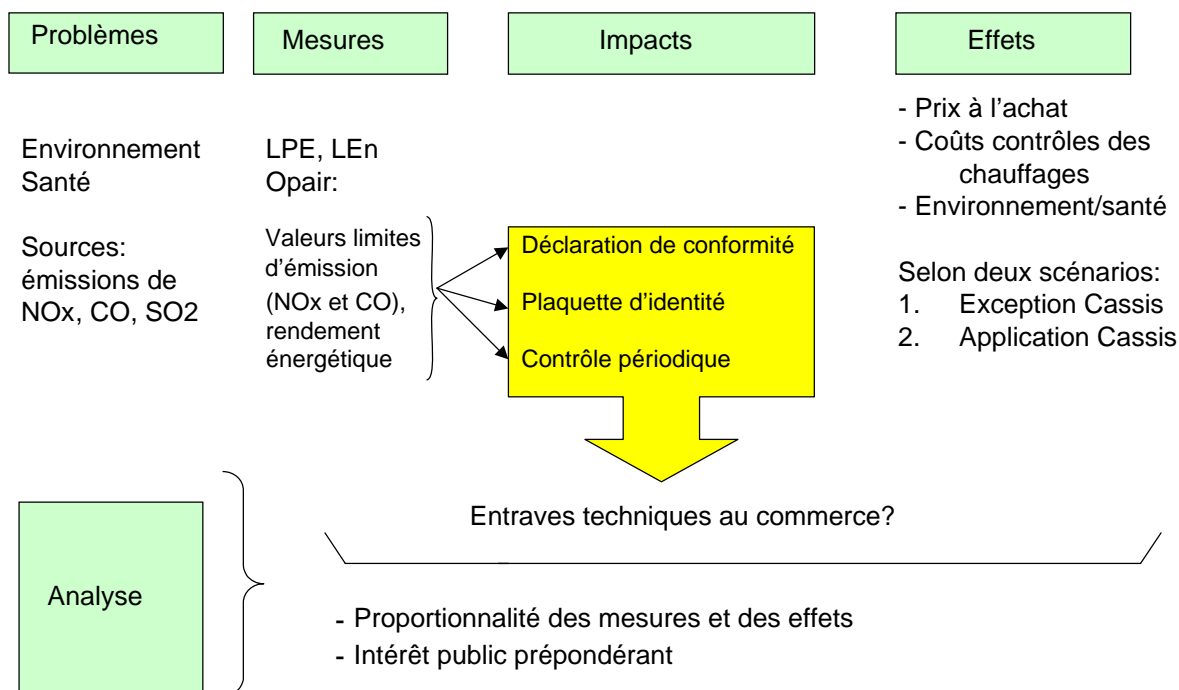 Problèmes
Mesures
Impacts
Effets
Environnement
Santé
Sources:
émissions de
NOx, CO, SO2
LPE, LEn
Opair:
Valeurs limites
d'émission
(NOx et CO),
rendement
énergétique
Déclaration de conformité
Plaquette d'identité
Contrôle périodique
- Prix à l'achat
- Coûts contrôles des
chauffages
- Environnement/santé
Selon deux scénarios:
1. Exception Cassis
2. Application Cassis
Entraves techniques au commerce?
Analyse
- Proportionnalité des mesures et des effets
- Intérêt public prépondérant